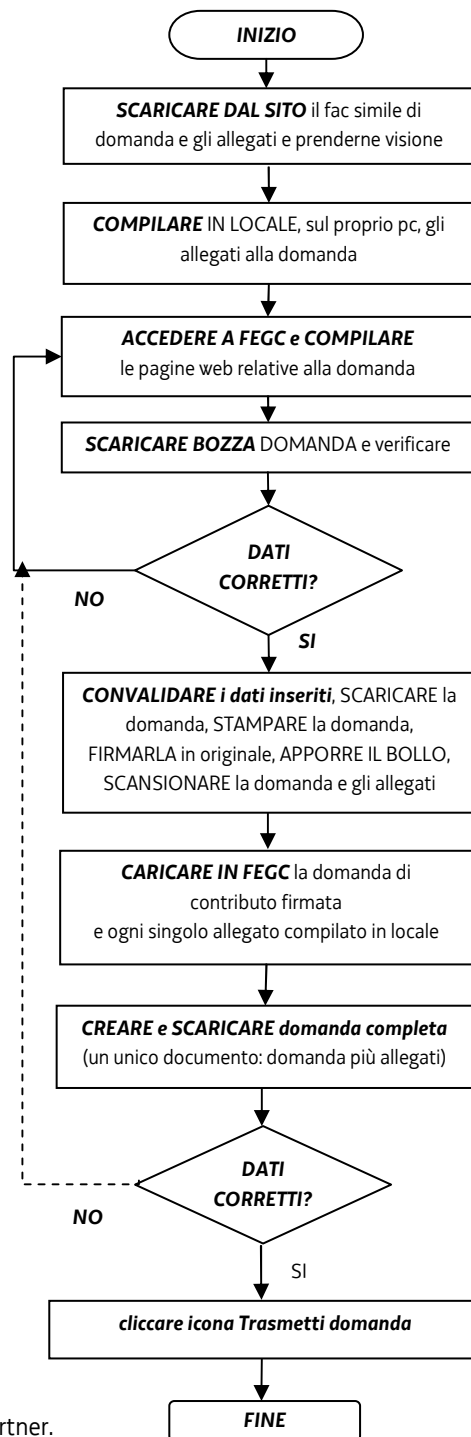 INIZIO
SCARICARE DAL SITO il fac simile di
domanda e gli allegati e prenderne visione
COMPILARE IN LOCALE, sul proprio pc, gli
allegati alla domanda
ACCEDERE A FEGC e COMPILARE
le pagine web relative alla domanda
SCARICARE BOZZA DOMANDA e verificare
DATI
CORRETTI?
NO
SI
CONVALIDARE i dati inseriti, SCARICARE la
domanda, STAMPARE la domanda,
FIRMARLA in originale, APPORRE IL BOLLO,
SCANSIONARE la domanda e gli allegati
CARICARE IN FEGC la domanda di
contributo firmata
e ogni singolo allegato compilato in locale
CREARE e SCARICARE domanda completa
(un unico documento: domanda più allegati)
DATI
CORRETTI?
NO
SI
cliccare icona Trasmetti domanda
FINE
rtner.